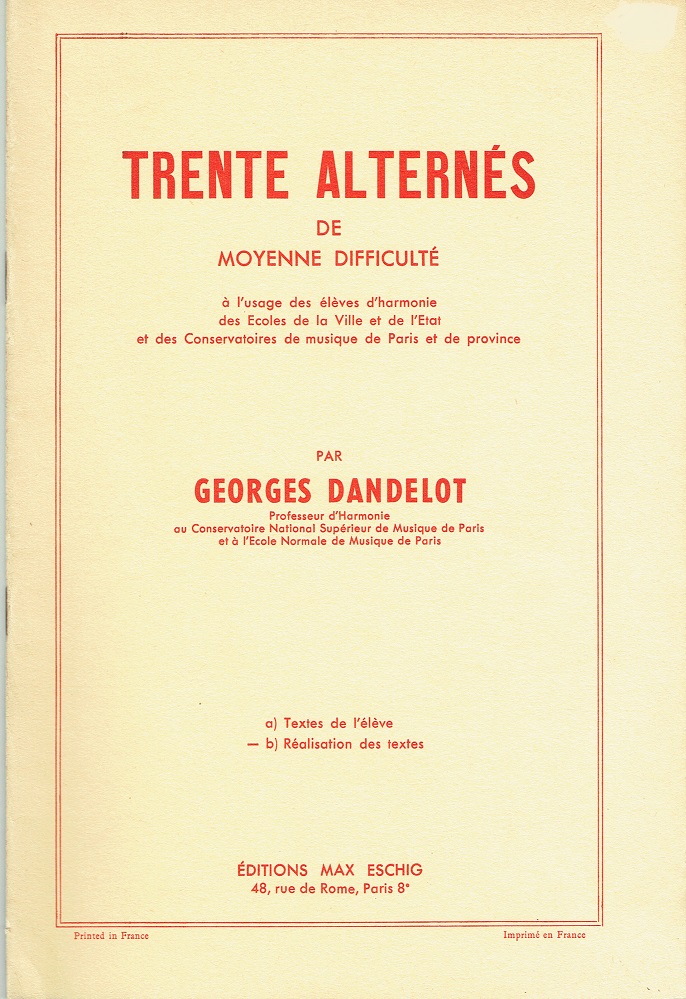 TRENTE ALTERNÉS
DE
MOYENNE DIFFICULTÉ
à l'usage des élèves d'harmonie
des Ecoles de la Ville et de l'Etat
et des Conservatoires de musique de Paris et de province
PAR
GEORGES DANDELOT
Professeur d'Harmonie
au Conservatoire National Supérieur de Musique de Paris
et à l'Ecole Normale de Musique de Paris
a) Textes de l'élève
— b) Réalisation des textes
ÉDITIONS MAX ESCHIG
48, rue de Rome, Paris 8e
Printed in France
Imprimé en France